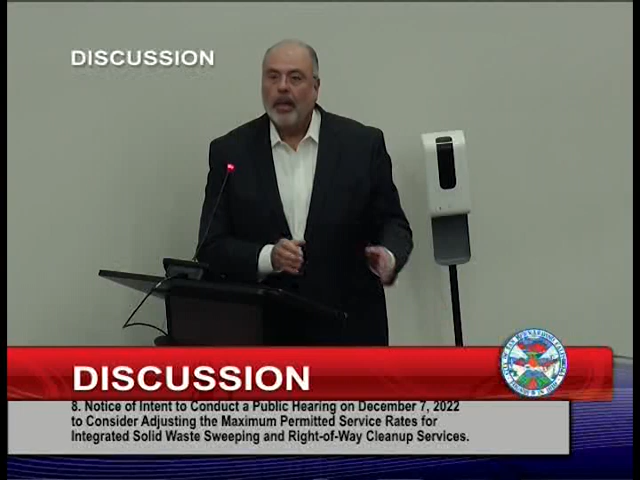 DISCUSSION
DISCUSSION
8. Notice of Intent to Conduct a Public Hearing on December 7, 2022
to Consider Adjusting the Maximum Permitted Service Rates for
Integrated Solid Waste Sweeping and Right-of-Way Cleanup Services.